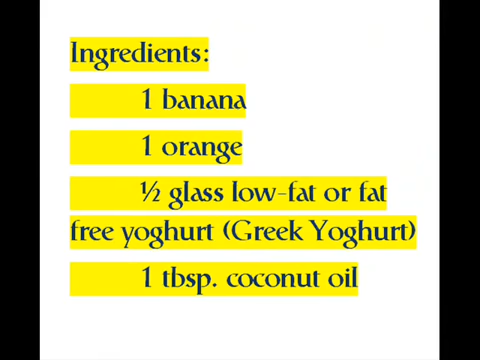 Ingredients:
1 banana
1 orange
½ glass low-fat or fat
free yoghurt (Greek Yoghurt)
1 tbsp. coconut oil